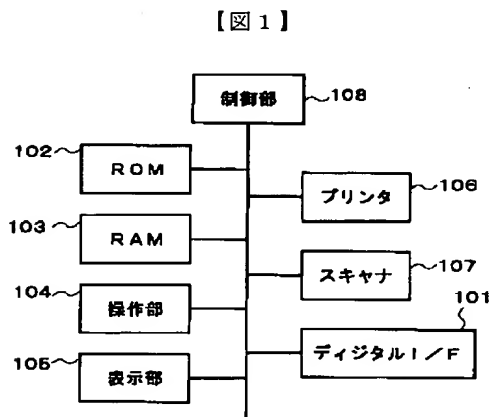 【図１】
制御部
108
102
ROM
106
プリンタ
103
RAM
107
スキャナ
104
操作部
101
ディジタルＩ／Ｆ
105
表示部